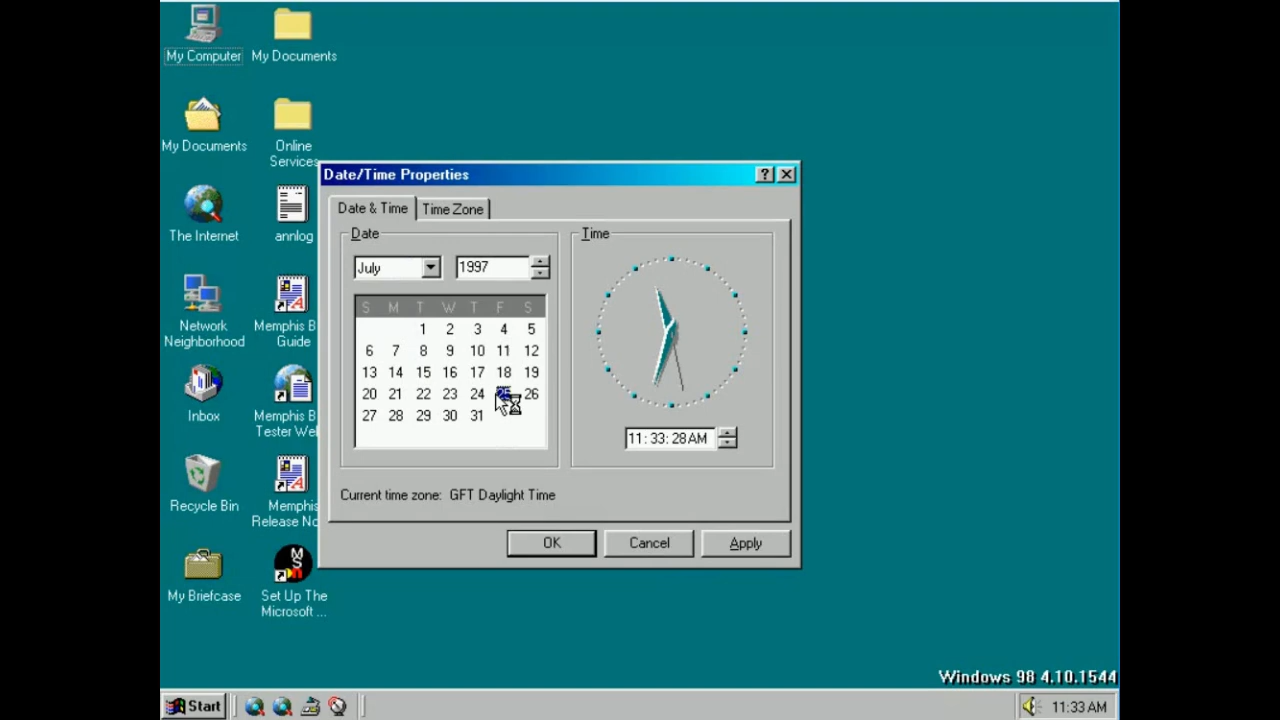 My Computer
My Documents
My Documents
Online
Services
The Internet
annlog
Network
Neighborhood
Memphis B
Guide
Inbox
Memphis B
Tester We
Recycle Bin
Memphis
Release No
My Briefcase
Set Up The
Microsoft ...
Date/Time Properties
Date & Time
Time Zone
Date
July
1997
S M T W T F S
1 2 3 4 5
6 7 8 9 10 11 12
13 14 15 16 17 18 19
20 21 22 23 24 25 26
27 28 29 30 31
Time
11:33:28 AM
Current time zone: GFT Daylight Time
OK
Cancel
Apply
Windows 98 4.10.1544
Start
11:33 AM